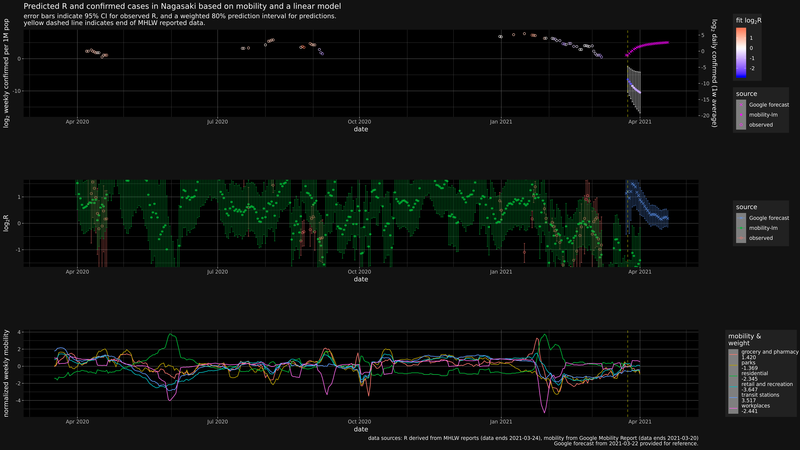 Predicted R and confirmed cases in Nagasaki based on mobility and a linear model
error bars indicate 95% CI for observed R, and a weighted 80% prediction interval for predictions.
yellow dashed line indicates end of MHLW reported data.
log₂ weekly confirmed per 1M pop
0
-10
5
0
-5
-10
-15
-20
log₂ daily confirmed (1w average)
Apr 2020
Jul 2020
Oct 2020
Jan 2021
Apr 2021
date
fit log₂R
2
1
0
-1
-2
source
Google forecast
mobility-lm
observed
log₂R
1
0
-1
Apr 2020
Jul 2020
Oct 2020
Jan 2021
Apr 2021
date
source
Google forecast
mobility-lm
observed
normalized weekly mobility
4
2
0
-2
-4
Apr 2020
Jul 2020
Oct 2020
Jan 2021
Apr 2021
date
mobility &
weight
grocery and pharmacy
1.420
parks
-1.369
residential
-2.345
retail and recreation
-3.647
transit stations
3.517
workplaces
-2.441
data sources: R derived from MHLW reports (data ends 2021-03-24), mobility from Google Mobility Report (data ends 2021-03-20)
Google forecast from 2021-03-22 provided for reference.